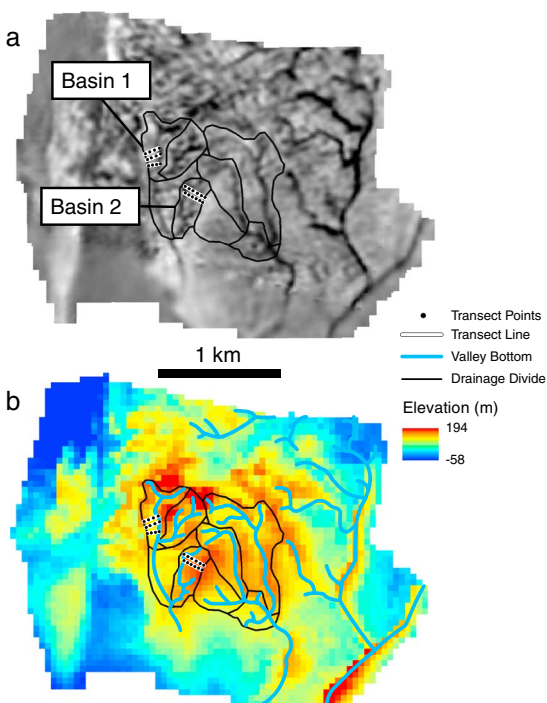 a
Basin 1
Basin 2
Transect Points
Transect Line
Valley Bottom
Drainage Divide
1 km
b
Elevation (m)
194
-58